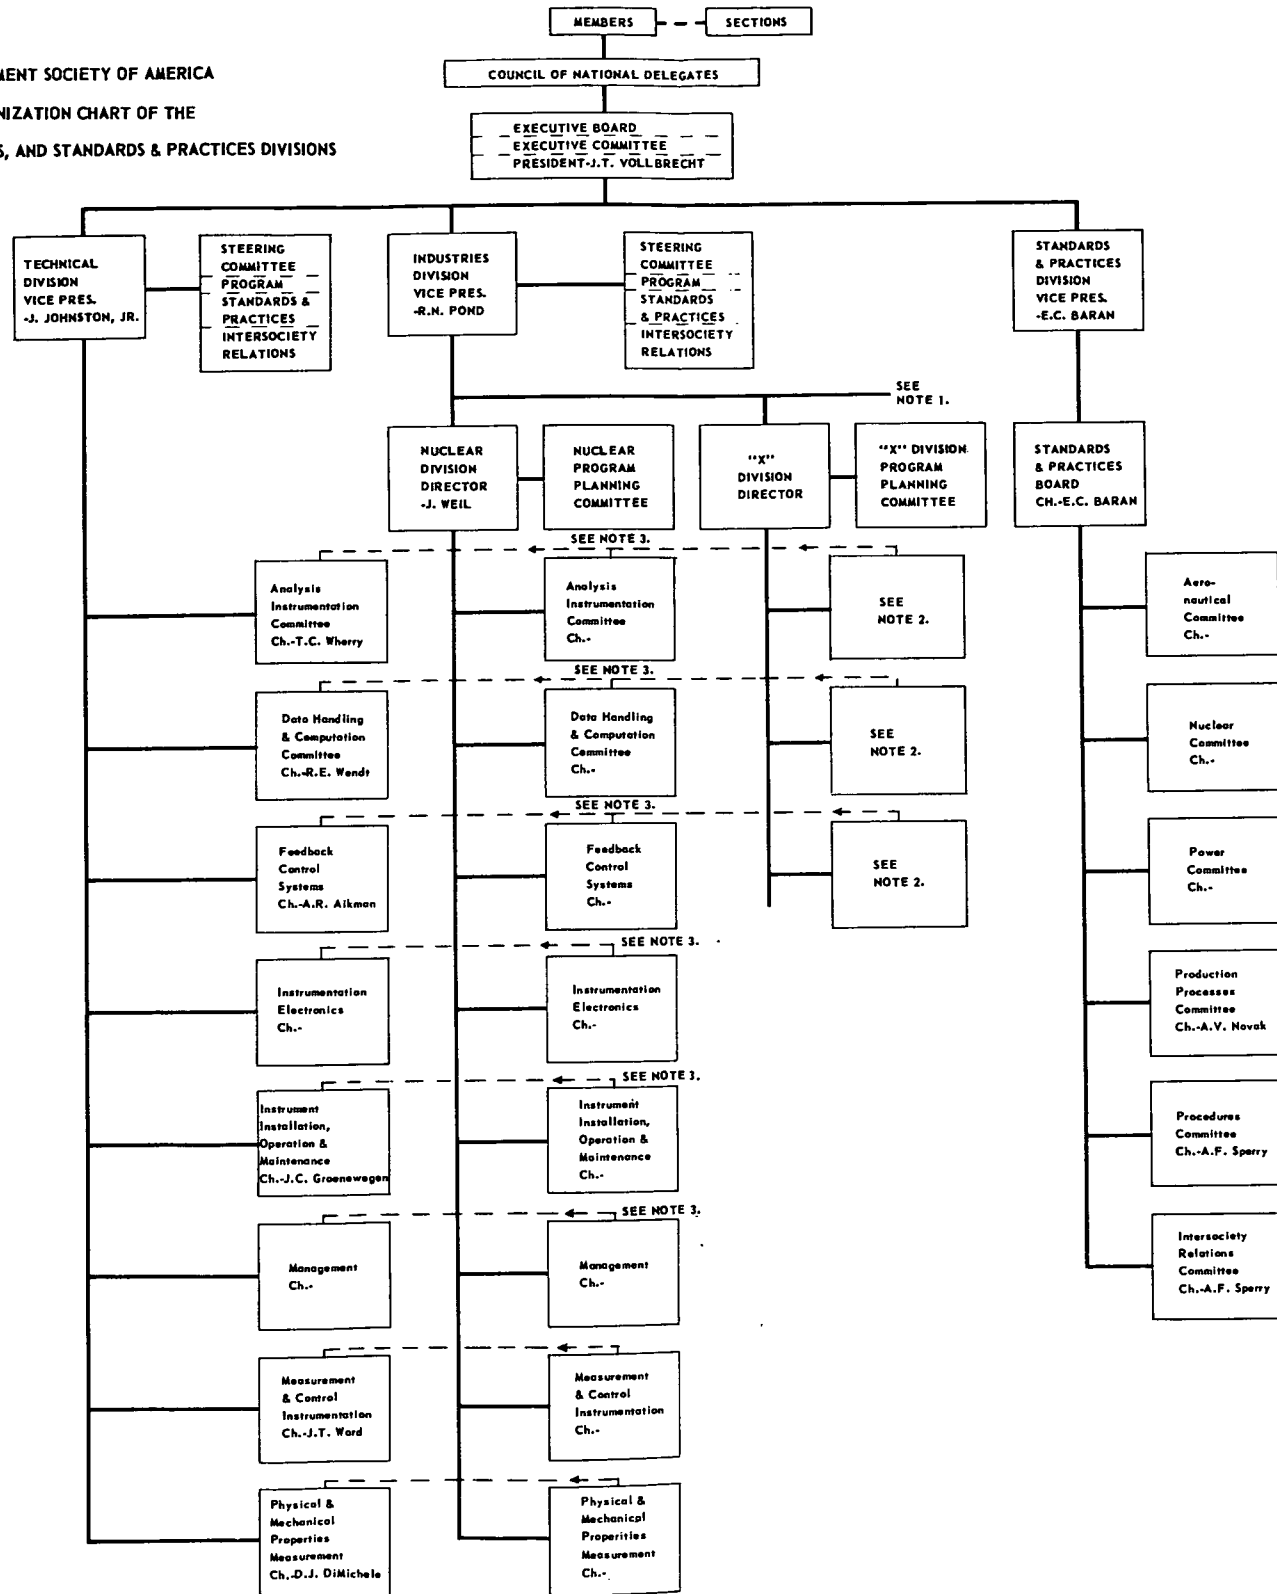 MEMBERS
SECTIONS
MENT SOCIETY OF AMERICA
COUNCIL OF NATIONAL DELEGATES
NIZATION CHART OF THE
S, AND STANDARDS & PRACTICES DIVISIONS
EXECUTIVE BOARD
EXECUTIVE COMMITTEE
PRESIDENT-J.T. VOLLBRECHT
TECHNICAL
DIVISION
VICE PRES.
-J. JOHNSTON, JR.
STEERING
COMMITTEE
PROGRAM
STANDARDS &
PRACTICES
INTERSOCIETY
RELATIONS
INDUSTRIES
DIVISION
VICE PRES.
-R.N. POND
STEERING
COMMITTEE
PROGRAM
STANDARDS
& PRACTICES
INTERSOCIETY
RELATIONS
STANDARDS
& PRACTICES
DIVISION
VICE PRES.
-E.C. BARAN
SEE
NOTE 1.
NUCLEAR
DIVISION
DIRECTOR
-J. WEIL
NUCLEAR
PROGRAM
PLANNING
COMMITTEE
"X"
DIVISION
DIRECTOR
"X" DIVISION
PROGRAM
PLANNING
COMMITTEE
STANDARDS
& PRACTICES
BOARD
CH.-E.C. BARAN
SEE NOTE 3.
Analysis
Instrumentation
Committee
Ch.-T.C. Wherry
Analysis
Instrumentation
Committee
Ch.-
SEE
NOTE 2.
Aero-
nautical
Committee
Ch.-
SEE NOTE 3.
Data Handling
& Computation
Committee
Ch.-R.E. Wendt
Data Handling
& Computation
Committee
Ch.-
SEE
NOTE 2.
Nuclear
Committee
Ch.-
SEE NOTE 3.
Feedback
Control
Systems
Ch.-A.R. Aikman
Feedback
Control
Systems
Ch.-
SEE
NOTE 2.
Power
Committee
Ch.-
SEE NOTE 3.
Instrumentation
Electronics
Ch.-
Instrumentation
Electronics
Ch.-
Production
Processes
Committee
Ch.-A.V. Novak
SEE NOTE 3.
Instrument
Installation,
Operation &
Maintenance
Ch.-J.C. Groenewegen
Instrument
Installation,
Operation &
Maintenance
Ch.-
Procedures
Committee
Ch.-A.F. Sperry
SEE NOTE 3.
Management
Ch.-
Management
Ch.-
Intersociety
Relations
Committee
Ch.-A.F. Sperry
Measurement
& Control
Instrumentation
Ch.-J.T. Ward
Measurement
& Control
Instrumentation
Ch.-
Physical &
Mechanical
Properties
Measurement
Ch.-D.J. DiMichele
Physical &
Mechanical
Properities
Measurement
Ch.-